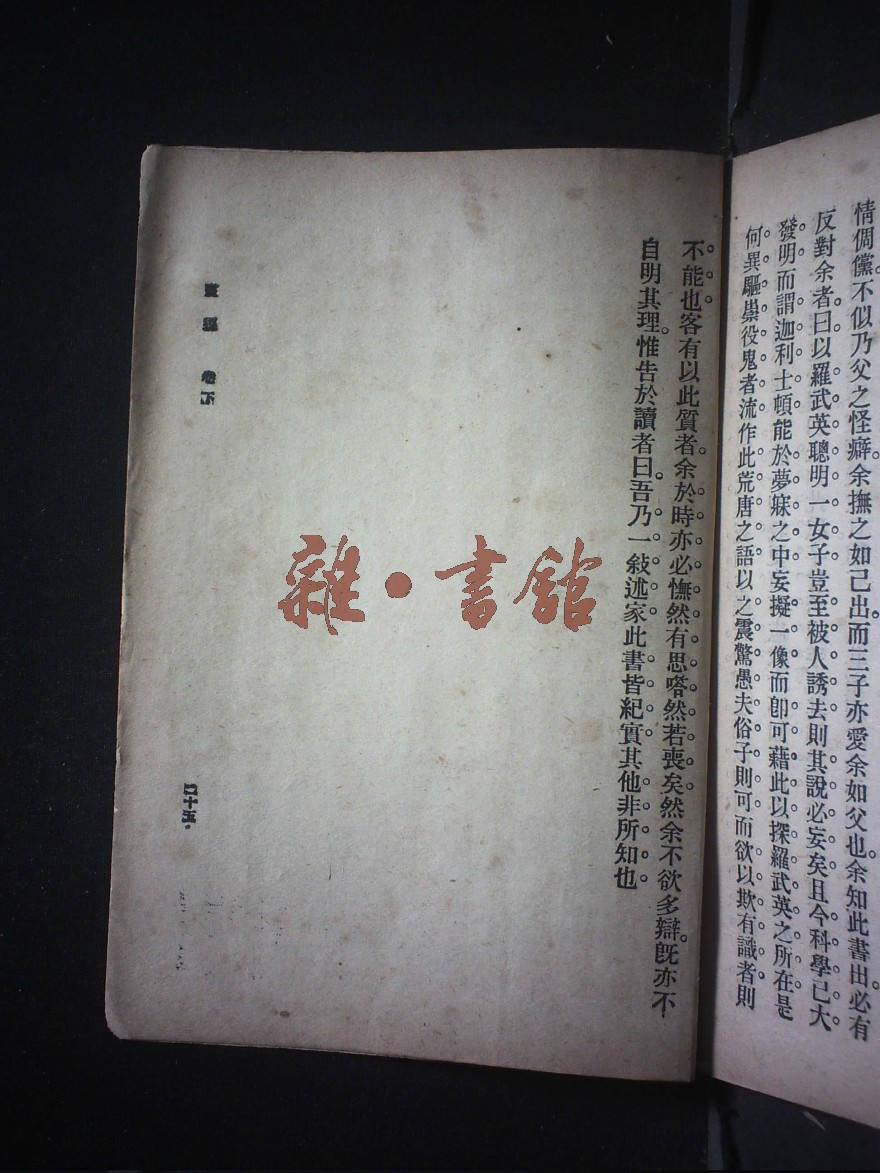 情倜儻。不似乃父之怪癖。余撫之如己出。而三子亦愛余如父也。余知此書出必有
反對余者曰以羅武英聰明一女子豈至被人誘去則其說必妄矣且今科學已大
發明而謂迦利士頓能於夢寐之中妄擬一像而卽可藉此以探羅武英之所在是
何異驅祟役鬼者流作此荒唐之語以之震驚愚夫俗子則可而欲以欺有識者則
不能也客有以此質者余於時亦必憮然有思嗒然若喪矣然余不欲多辯。旣亦不
自明其理。惟告於讀者曰吾乃一敍述家此書皆紀實其他非所知也
卷下
四十五
雜·書館